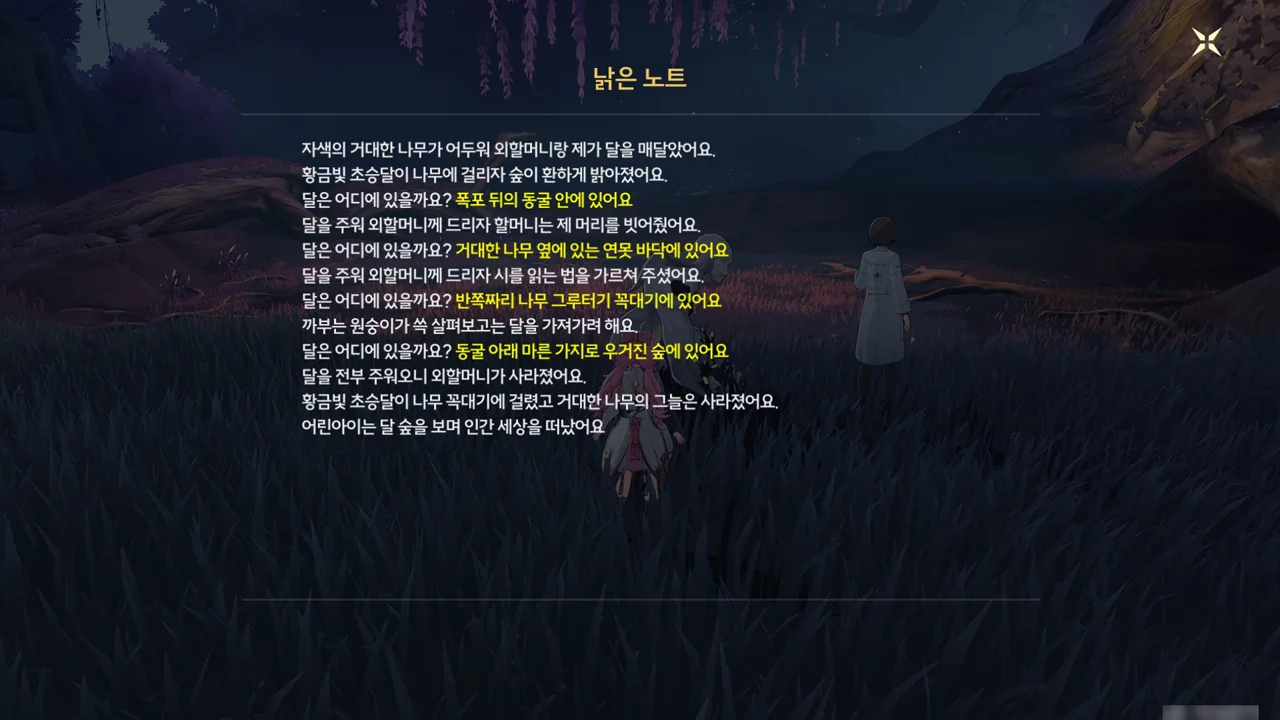 낡은 노트
자색의 거대한 나무가 어두워 외할머니랑 제가 달을 매달았어요.
황금빛 초승달이 나무에 걸리자 숲이 환하게 밝아졌어요.
달은 어디에 있을까요? 폭포 뒤의 동굴 안에 있어요
달을 주워 외할머니께 드리자 할머니는 제 머리를 빗어줬어요.
달은 어디에 있을까요? 거대한 나무 옆에 있는 연못 바닥에 있어요
달을 주워 외할머니께 드리자 시를 읽는 법을 가르쳐 주셨어요.
달은 어디에 있을까요? 반쪽짜리 나무 그루터기 꼭대기에 있어요
까부는 원숭이가 쓱 살펴보고는 달을 가져가려 해요.
달은 어디에 있을까요? 동굴 아래 마른 가지로 우거진 숲에 있어요
달을 전부 주워오니 외할머니가 사라졌어요.
황금빛 초승달이 나무 꼭대기에 걸렸고 거대한 나무의 그늘은 사라졌어요.
어린아이는 달 숲을 보며 인간 세상을 떠났어요